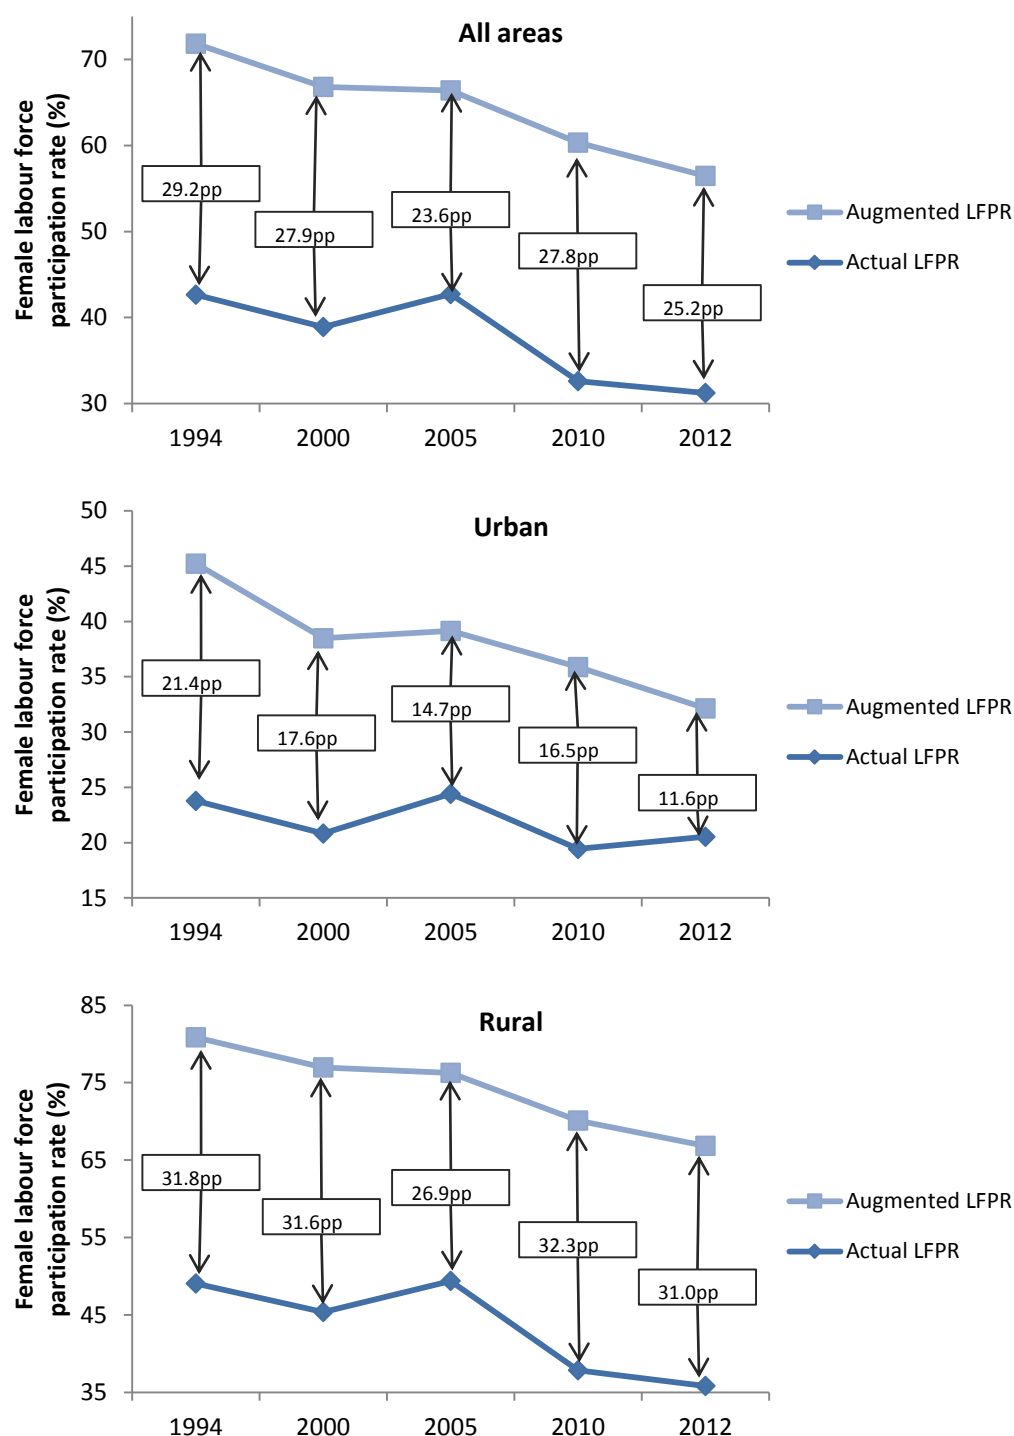 All areas
Female labour force
participation rate (%)
70
60
50
40
30
29.2pp
27.9pp
23.6pp
27.8pp
25.2pp
1994 2000 2005 2010 2012
Augmented LFPR
Actual LFPR
Urban
Female labour force
participation rate (%)
50
45
40
35
30
25
20
15
21.4pp
17.6pp
14.7pp
16.5pp
11.6pp
1994 2000 2005 2010 2012
Augmented LFPR
Actual LFPR
Rural
Female labour force
participation rate (%)
85
75
65
55
45
35
31.8pp
31.6pp
26.9pp
32.3pp
31.0pp
1994 2000 2005 2010 2012
Augmented LFPR
Actual LFPR